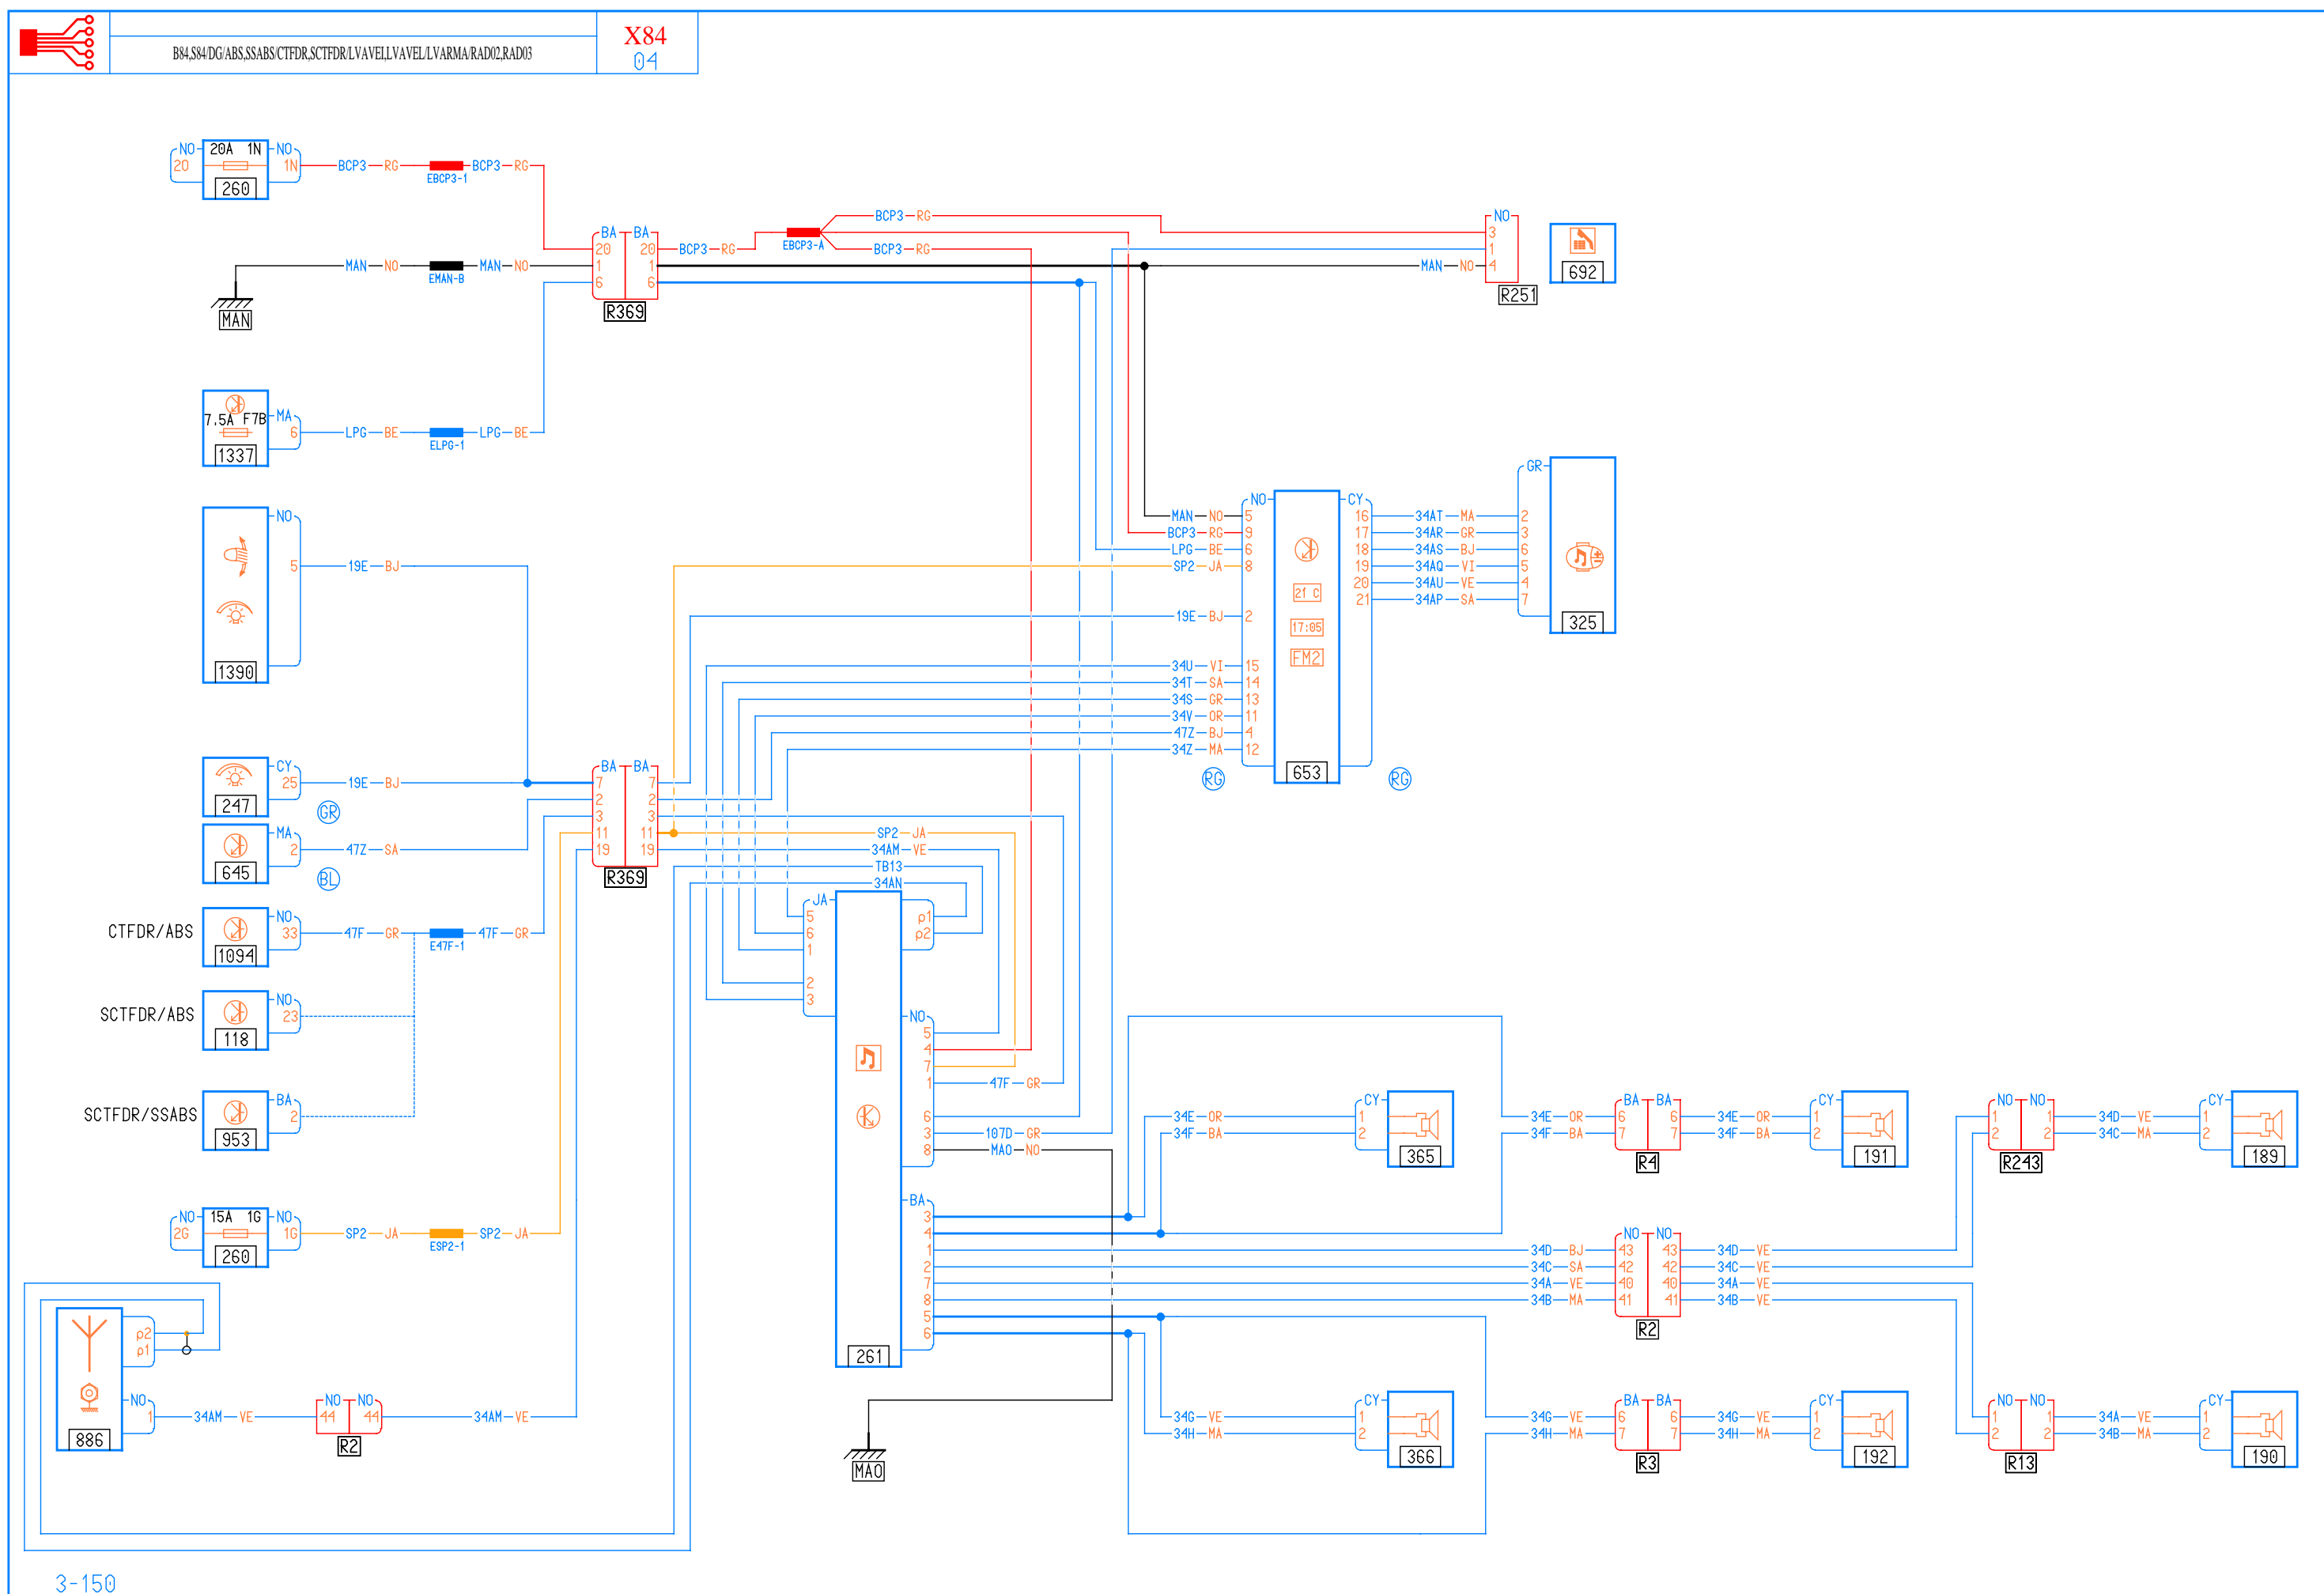 B84,S84/DG/ABS,SSABS/CTFDR,SCTFDR/LVAVEI,LVAVEL/LVARMA/RAD02,RAD03
X84
04
NO 20A 1N NO
20 1N BCP3 RG BCP3 RG
260 EBCP3-1
BCP3 RG NO
BA BA 3
20 20 BCP3 RG EBCP3-A BCP3 RG 1
MAN NO MAN NO 1 1 MAN NO 4
EMAN-B 6 6 692
MAN R369 R251
7.5A F7B MA
6 LPG BE LPG BE
1337 ELPG-1
NO
5 19E BJ
1390
NO CY GR
MAN NO 5 16 34AT MA 2
BCP3 RG 9 17 34AR GR 3
LPG BE 6 18 34AS BJ 6
SP2 JA 8 19 34AQ VI 5
21 C 20 34AU VE 4
21 34AP SA 7
19E BJ 2 17:05 325
FM2
34U VI 15
34T SA 14
34S GR 13
34V OR 11
47Z BJ 4
34Z MA 12
653
RG RG
CY BA BA
25 19E BJ 7 7
247 GR 2 2
3 3
MA 11 11 SP2 JA
2 47Z SA 19 19 34AM VE
645 BL R369 TB13
34AN
CTFDR/ABS NO
33 47F GR 47F GR
1094 E47F-1
SCTFDR/ABS NO
23
118
SCTFDR/SSABS BA
2
953
JA p1
5 p2
6
1
2
3
NO
5
4
7
1 47F GR
6
3 107D GR
8 MAO NO
BA
3
4
1 34D BJ 43 43 34D VE
2 34C SA 42 42 34C VE
7 34A VE 40 40 34A VE
8 34B MA 41 41 34B VE
5
6
NO NO
R2
261
MAO
CY BA BA CY NO NO CY
34E OR 1 34E OR 6 6 34E OR 1 1 1 34D VE 1
34F BA 2 34F BA 7 7 34F BA 2 2 2 34C MA 2
365 R4 191 R243 189
NO 15A 1G NO
2G 1G SP2 JA SP2 JA
260 ESP2-1
p2
p1
NO NO NO
1 34AM VE 44 44 34AM VE
886 R2
CY BA BA CY NO NO CY
34G VE 1 34G VE 6 6 34G VE 1 1 1 34A VE 1
34H MA 2 34H MA 7 7 34H MA 2 2 2 34B MA 2
366 R3 192 R13 190
3-150